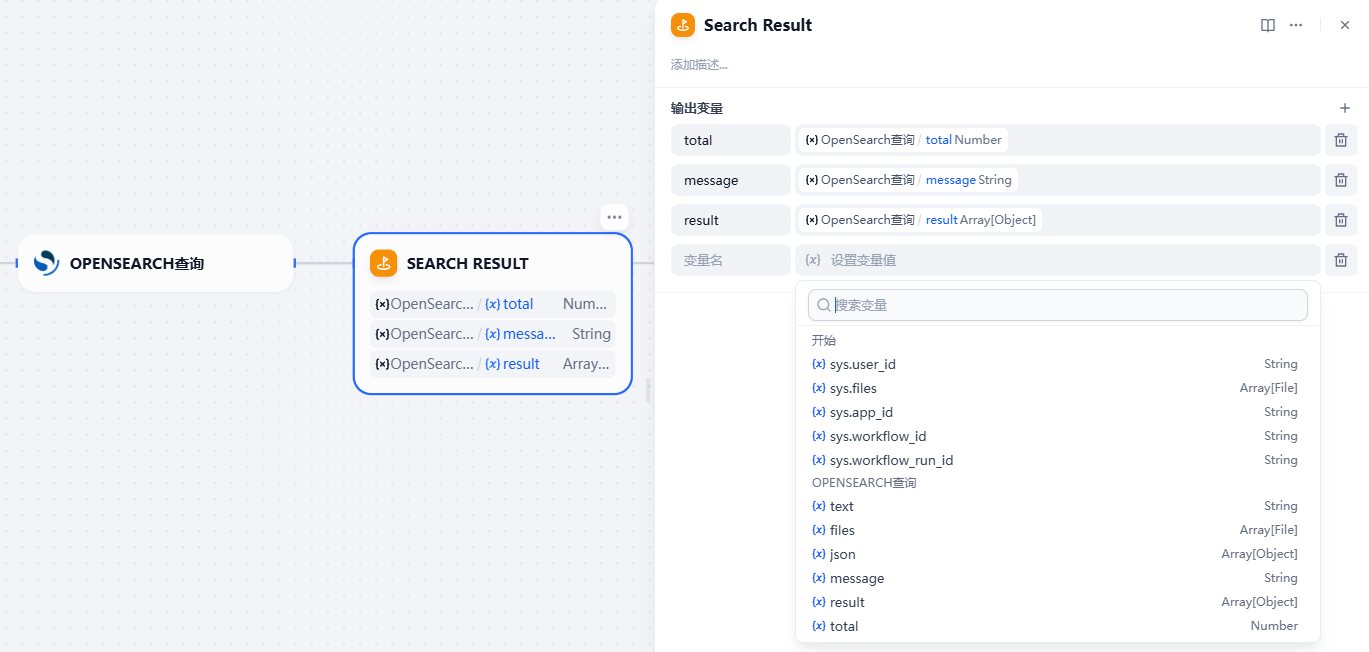 OPENSEARCH查询
SEARCH RESULT
(×)OpenSearc... / {x} total Num...
(×)OpenSearc... / {x} messa... String
(×)OpenSearc... / {x} result Array...
Search Result
添加描述...
输出变量
total (×) OpenSearch查询 / total Number
message (×) OpenSearch查询 / message String
result (×) OpenSearch查询 / result Array[Object]
变量名 {x} 设置变量值
搜索变量
开始
{x} sys.user_id String
{x} sys.files Array[File]
{x} sys.app_id String
{x} sys.workflow_id String
{x} sys.workflow_run_id String
OPENSEARCH查询
{x} text String
{x} files Array[File]
{x} json Array[Object]
{x} message String
{x} result Array[Object]
{x} total Number